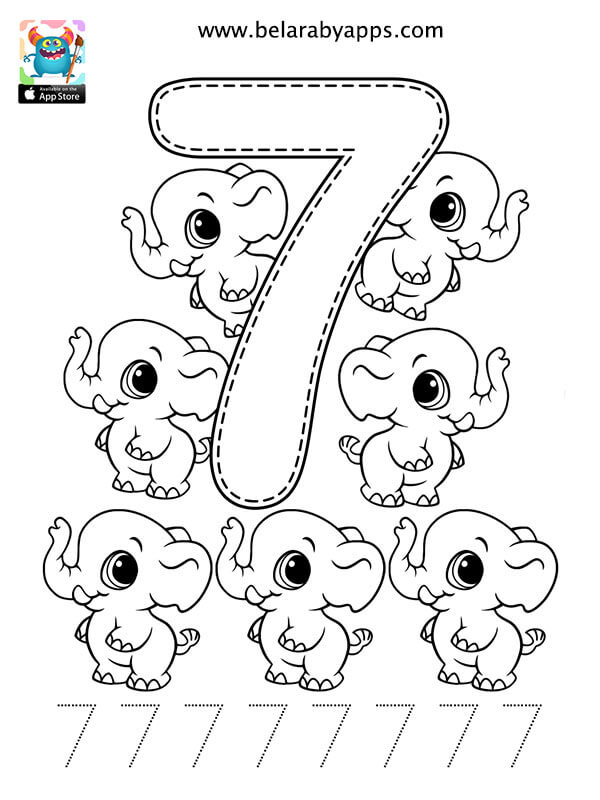 www.belarabyapps.com
Available on the
App Store
7
7 7 7 7 7 7 7 7